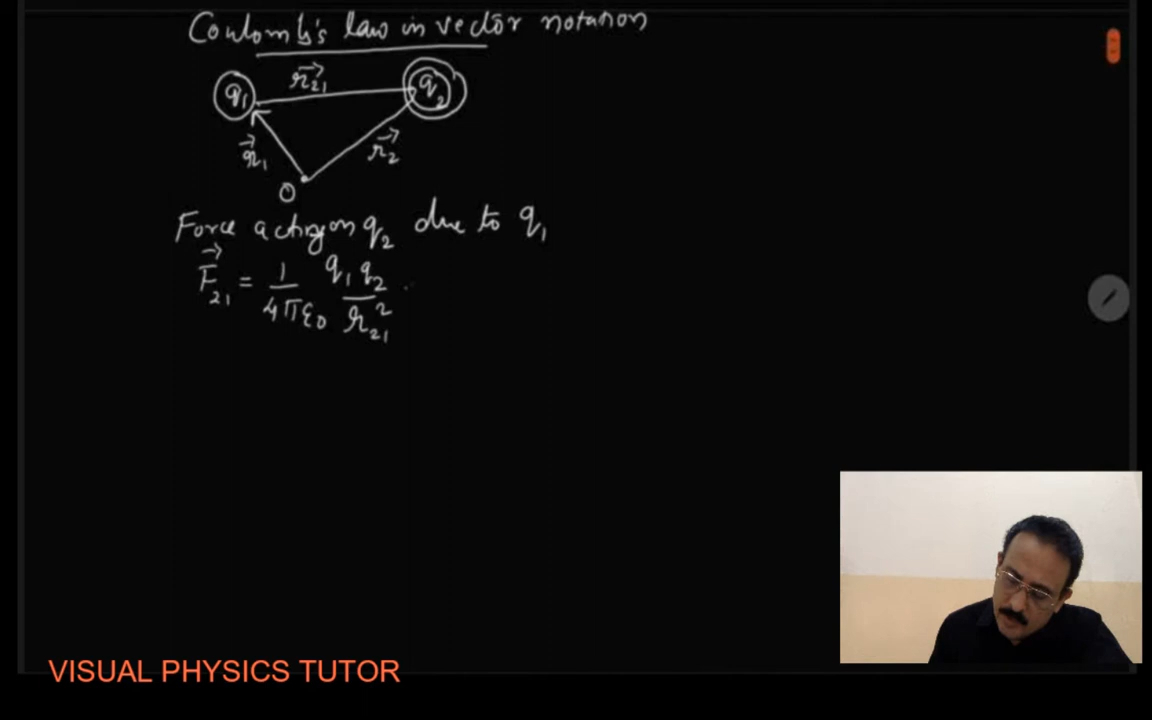 Coulomb's law in vector notation
q₁ r⃗₂₁ q₂
r⃗₁ r⃗₂
O
Force acting on q₂ due to q₁
F⃗₂₁ = 1/4πε₀ q₁q₂/r₂₁² .
VISUAL PHYSICS TUTOR